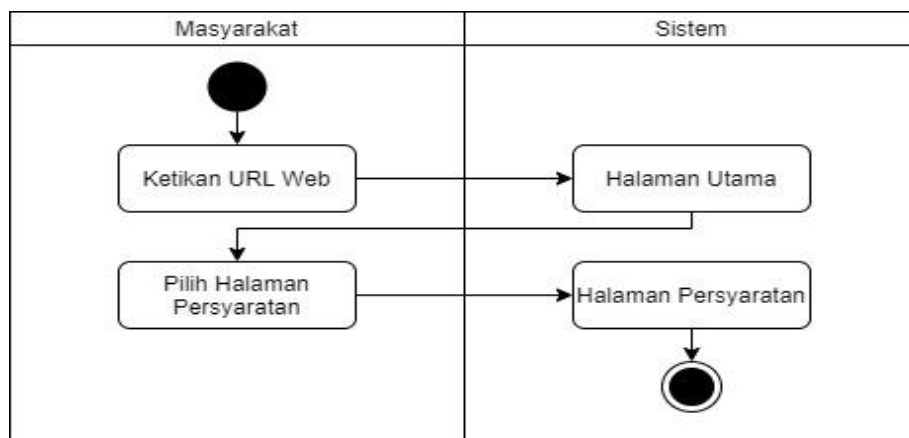 Masyarakat
Sistem
Ketikan URL Web
Halaman Utama
Pilih Halaman
Persyaratan
Halaman Persyaratan